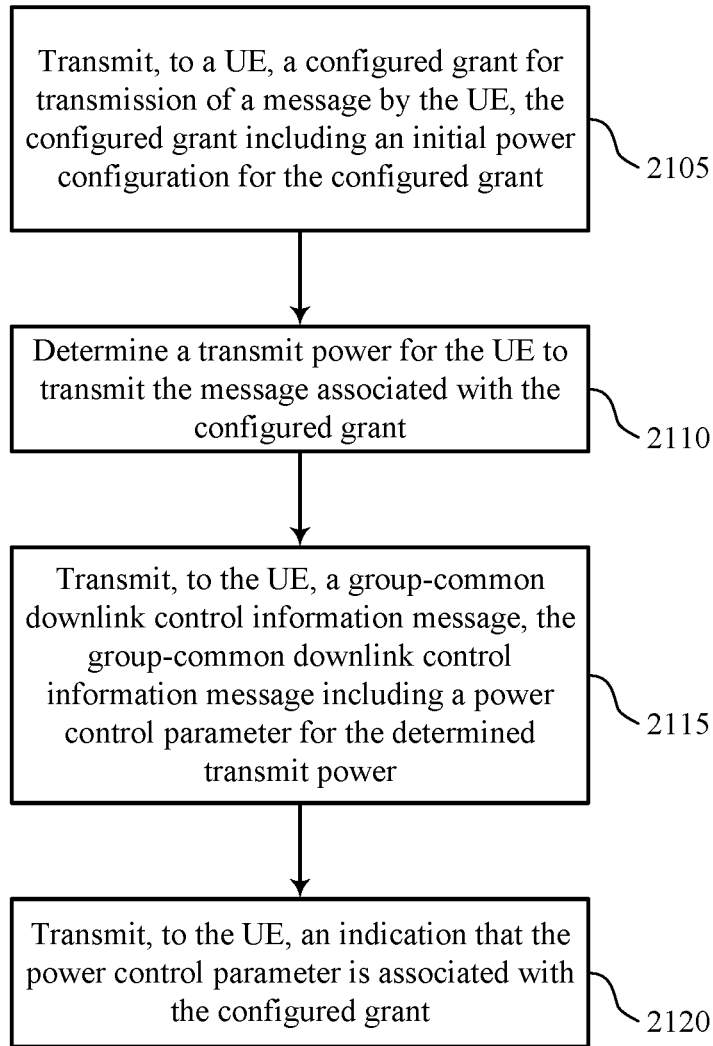 Transmit, to a UE, a configured grant for
transmission of a message by the UE, the
configured grant including an initial power
configuration for the configured grant
2105
Determine a transmit power for the UE to
transmit the message associated with the
configured grant
2110
Transmit, to the UE, a group-common
downlink control information message, the
group-common downlink control
information message including a power
control parameter for the determined
transmit power
2115
Transmit, to the UE, an indication that the
power control parameter is associated with
the configured grant
2120